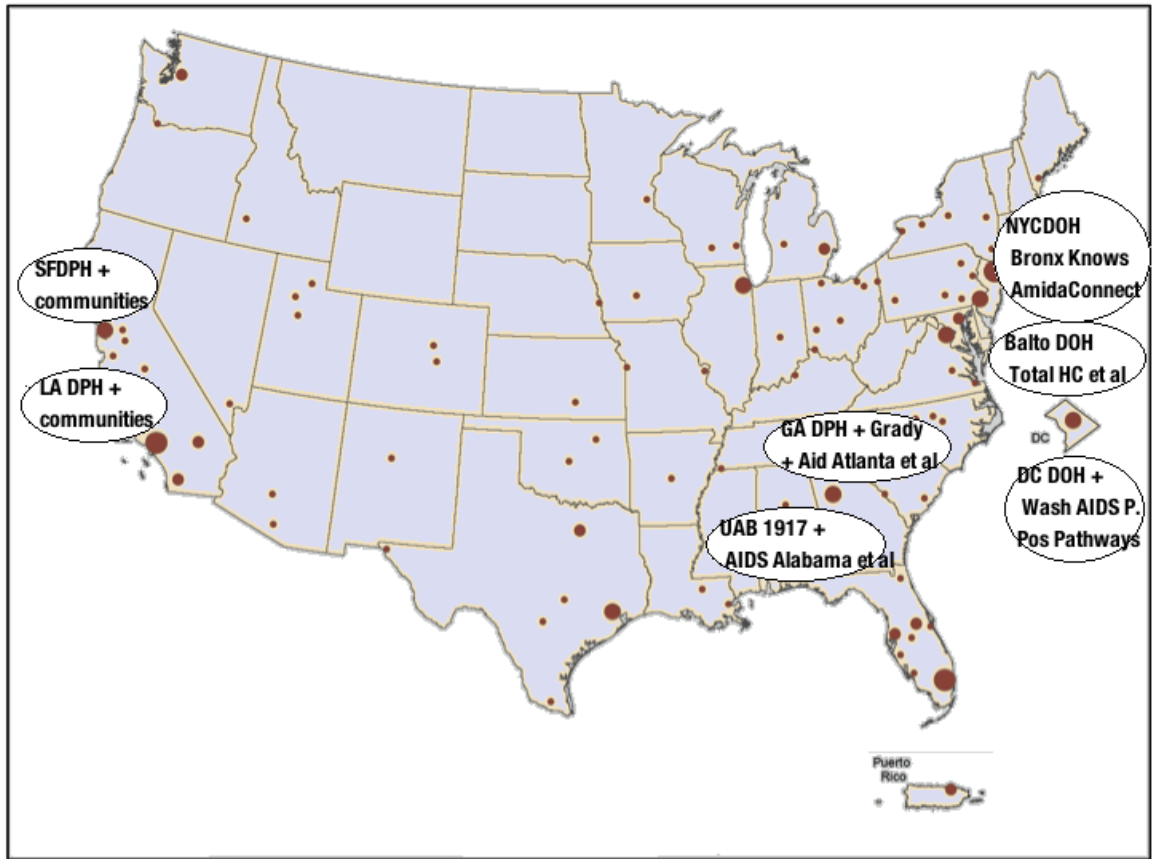 NYCDOH
Bronx Knows
AmidaConnect
SFDPH +
communities
Balto DOH
Total HC et al
LA DPH +
communities
GA DPH + Grady
+ Aid Atlanta et al
DC
DC DOH +
Wash AIDS P.
Pos Pathways
UAB 1917 +
AIDS Alabama et al
Puerto
Rico